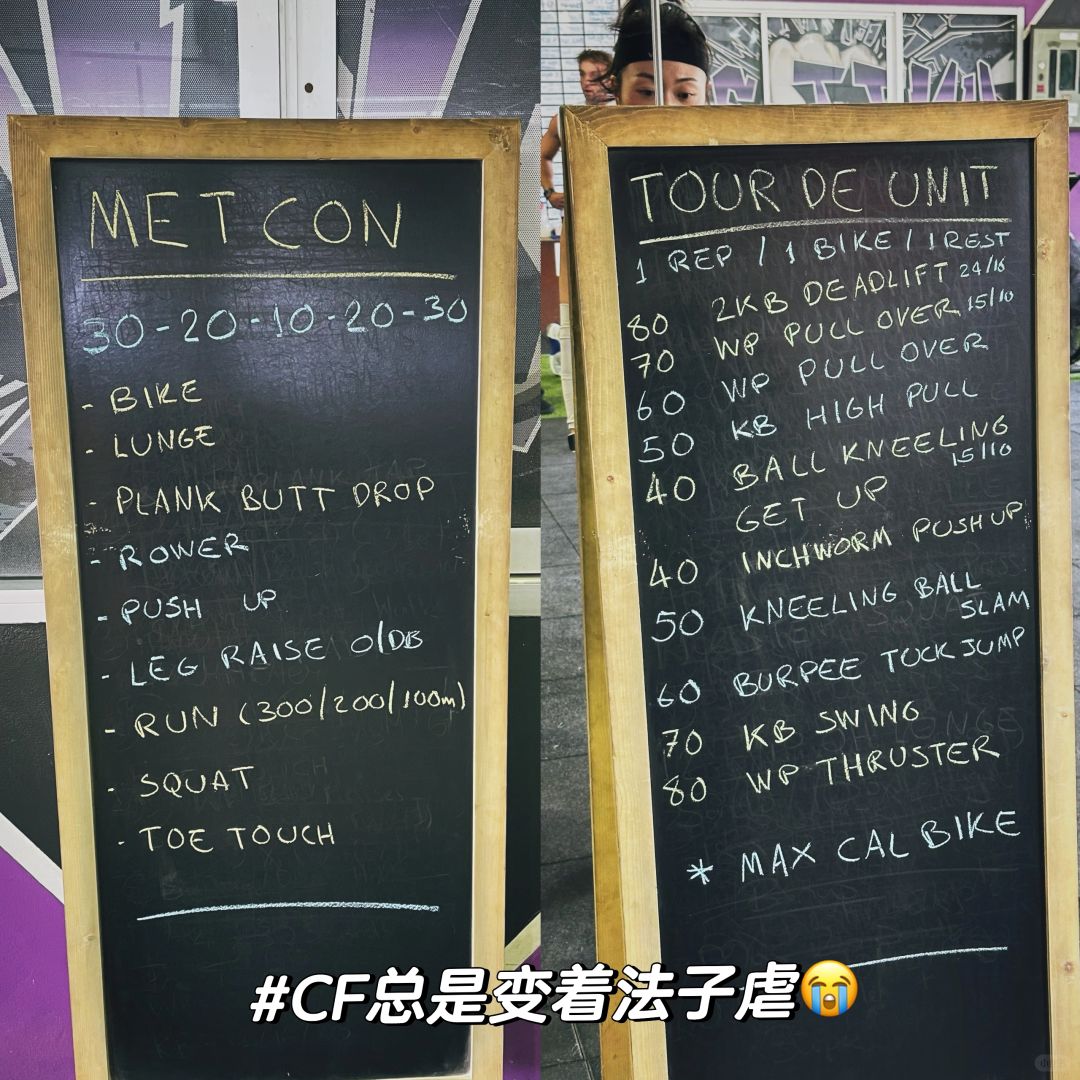 METCON
30-20-10-20-30
- BIKE
- LUNGE
- PLANK BUTT DROP
- ROWER
- PUSH UP
- LEG RAISE O/DB
- RUN (300/200/100m)
- SQUAT
- TOE TOUCH
TOUR DE UNIT
1 REP / 1 BIKE / 1 REST
80 2KB DEADLIFT 24/16
70 WP PULL OVER 15/10
60 WP PULL OVER
50 KB HIGH PULL
40 BALL KNEELING 15/10
GET UP
40 INCHWORM PUSH UP
50 KNEELING BALL
SLAM
60 BURPEE TUCK JUMP
70 KB SWING
80 WP THRUSTER
* MAX CAL BIKE
#CF总是变着法子虐😭